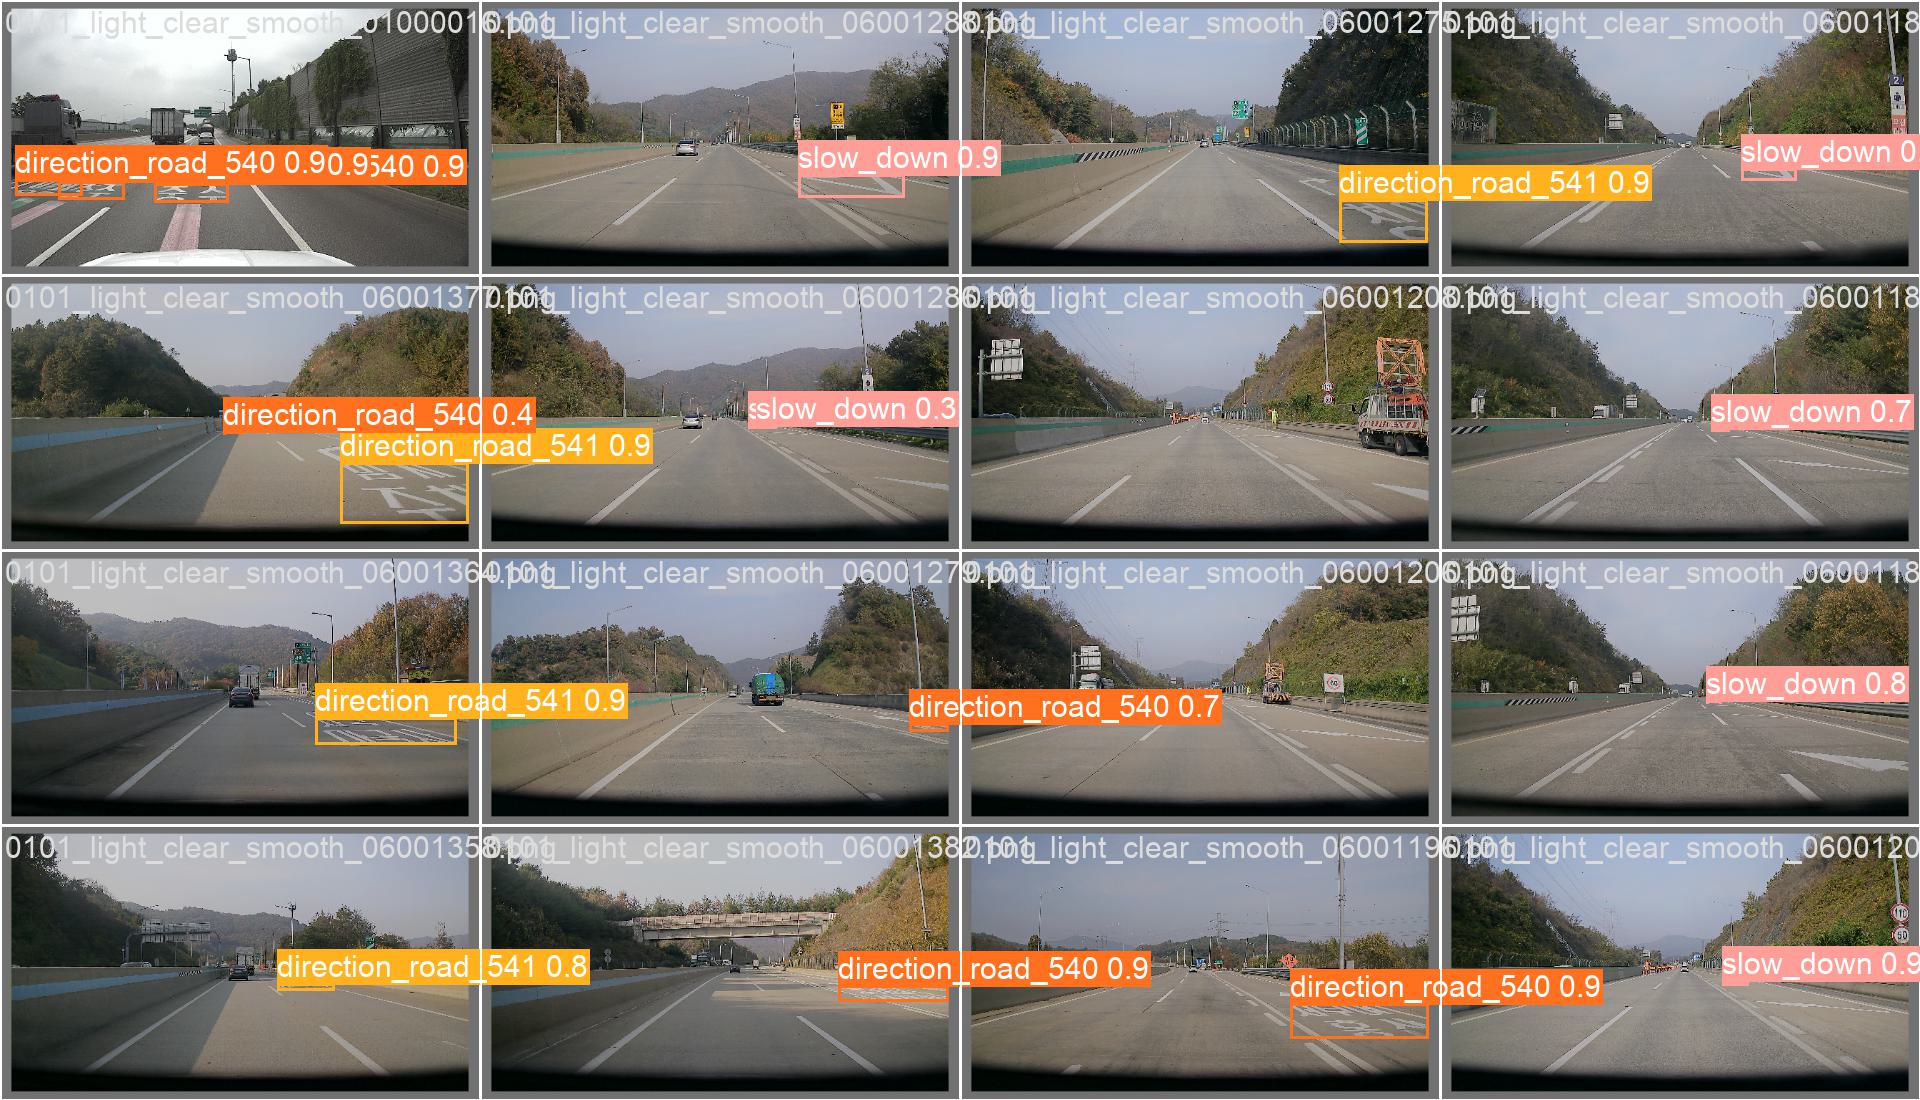 0101_light_clear_smooth_01000016.png
0101_light_clear_smooth_06001288.png
0101_light_clear_smooth_06001275.png
0101_light_clear_smooth_0600118
direction_road_540 0.9
0.9
540 0.9
slow_down 0.9
direction_road_541 0.9
slow_down 0
2
0101_light_clear_smooth_06001377.png
0101_light_clear_smooth_06001286.png
0101_light_clear_smooth_06001208.png
0101_light_clear_smooth_0600118
direction_road_540 0.4
direction_road_541 0.9
slow_down 0.3
slow_down 0.7
0101_light_clear_smooth_06001364.png
0101_light_clear_smooth_06001279.png
0101_light_clear_smooth_06001206.png
0101_light_clear_smooth_0600118
direction_road_541 0.9
direction_road_540 0.7
slow_down 0.8
0101_light_clear_smooth_06001358.png
0101_light_clear_smooth_06001382.png
0101_light_clear_smooth_06001196.png
0101_light_clear_smooth_0600120
direction_road_541 0.8
direction_road_540 0.9
direction_road_540 0.9
slow_down 0.9
110
50